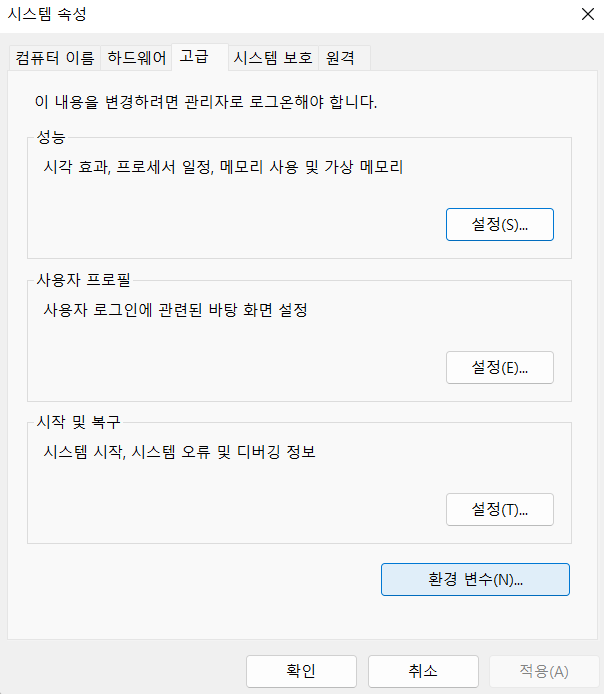 시스템 속성
컴퓨터 이름 하드웨어 고급 시스템 보호 원격
이 내용을 변경하려면 관리자로 로그온해야 합니다.
성능
시각 효과, 프로세서 일정, 메모리 사용 및 가상 메모리
설정(S)...
사용자 프로필
사용자 로그인에 관련된 바탕 화면 설정
설정(E)...
시작 및 복구
시스템 시작, 시스템 오류 및 디버깅 정보
설정(T)...
환경 변수(N)...
확인 취소 적용(A)